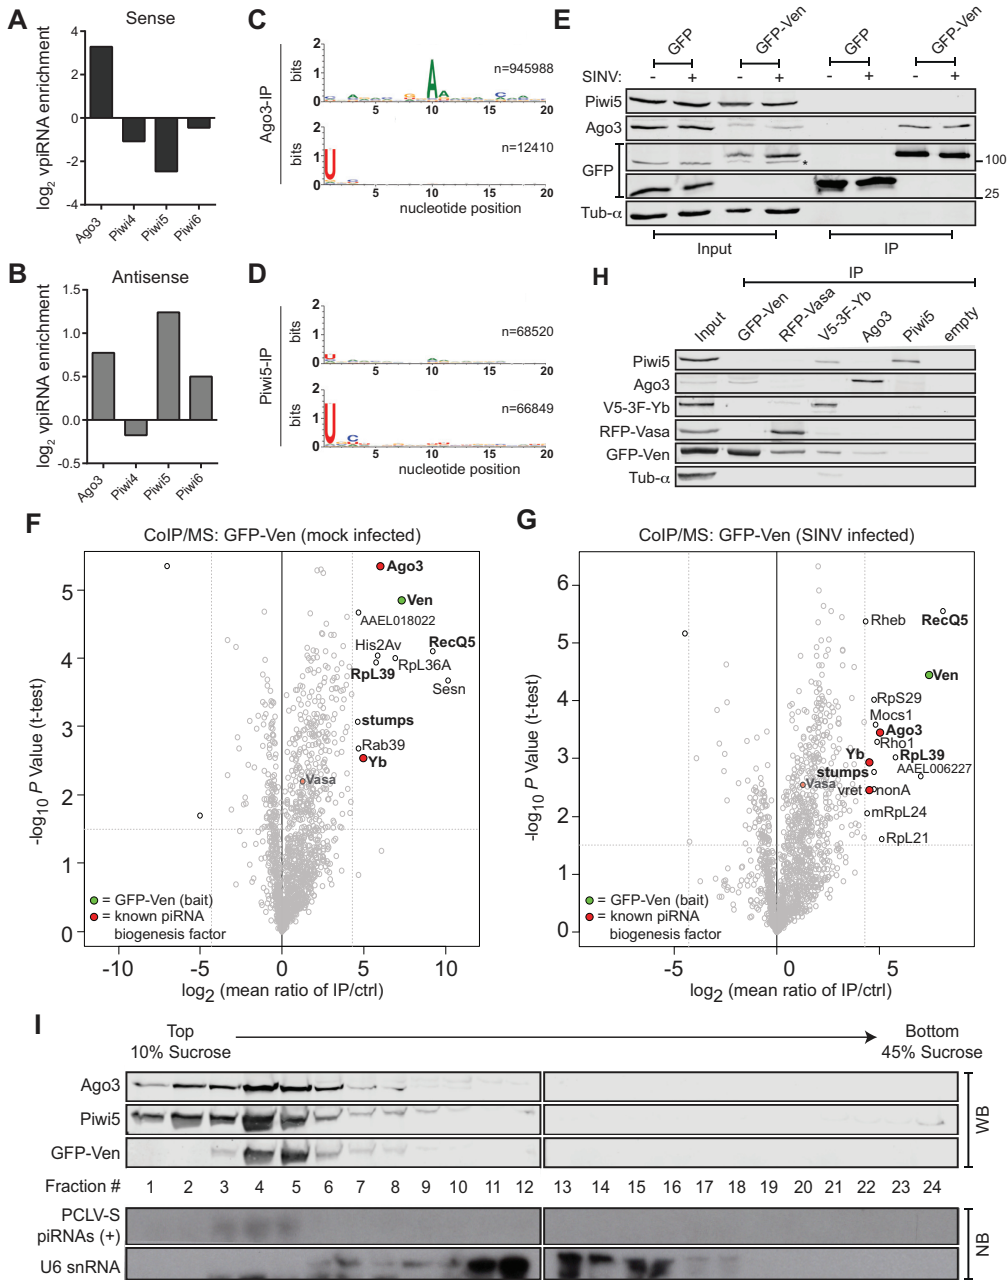 A
Sense
log2 vpiRNA enrichment
4
2
0
-2
-4
Ago3
Piwi4
Piwi5
Piwi6
B
Antisense
log2 vpiRNA enrichment
1.5
1.0
0.5
0.0
-0.5
Ago3
Piwi4
Piwi5
Piwi6
C
Ago3-IP
bits
2
1
0
A
n=945988
5
10
15
20
bits
2
1
0
U
n=12410
5
10
15
20
nucleotide position
D
Piwi5-IP
bits
2
1
0
U
n=68520
5
10
15
20
bits
2
1
0
U
C
n=66849
5
10
15
20
nucleotide position
E
GFP
GFP-Ven
GFP
GFP-Ven
SINV: - + - + - + - +
Piwi5
Ago3
GFP
*
100
25
Tub-α
Input
IP
H
IP
Input
GFP-Ven
RFP-Vasa
V5-3F-Yb
Ago3
Piwi5
empty
Piwi5
Ago3
V5-3F-Yb
RFP-Vasa
GFP-Ven
Tub-α
F
CoIP/MS: GFP-Ven (mock infected)
-log10 P Value (t-test)
5
4
3
2
1
0
Ago3
Ven
AAEL018022
His2Av
RecQ5
RpL36A
RpL39
Sesn
stumps
Rab39
Yb
Vasa
= GFP-Ven (bait)
= known piRNA
biogenesis factor
-10
-5
0
5
10
log2 (mean ratio of IP/ctrl)
G
CoIP/MS: GFP-Ven (SINV infected)
-log10 P Value (t-test)
6
5
4
3
2
1
0
Rheb
RecQ5
Ven
RpS29
Mocs1
Ago3
Rho1
Yb
RpL39
AAEL006227
stumps
Vasa
vret
nonA
mRpL24
RpL21
= GFP-Ven (bait)
= known piRNA
biogenesis factor
-5
0
5
log2 (mean ratio of IP/ctrl)
I
Top
10% Sucrose
Bottom
45% Sucrose
Ago3
Piwi5
GFP-Ven
WB
Fraction # 1 2 3 4 5 6 7 8 9 10 11 12 13 14 15 16 17 18 19 20 21 22 23 24
PCLV-S
piRNAs (+)
U6 snRNA
NB